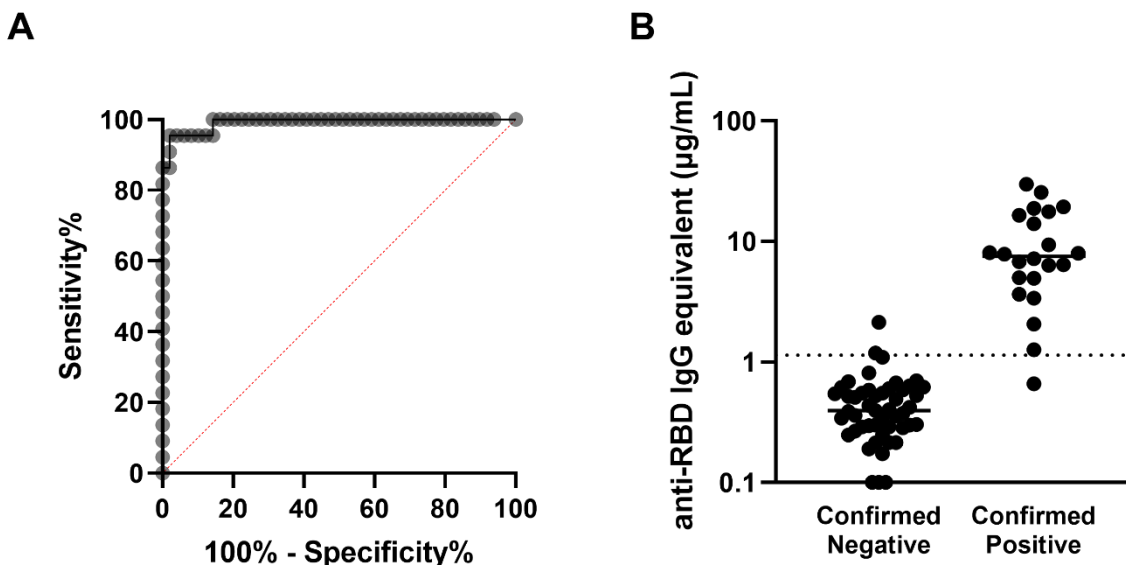 A
100
80
60
40
20
0
Sensitivity%
0 20 40 60 80 100
100% - Specificity%
B
anti-RBD IgG equivalent (µg/mL)
100
10
1
0.1
Confirmed Confirmed
Negative Positive